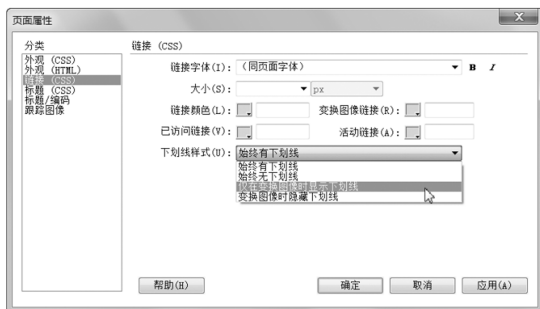 页面属性
分类
外观 (CSS)
外观 (HTML)
链接 (CSS)
标题 (CSS)
标题/编码
跟踪图像
链接 (CSS)
链接字体(I): (同页面字体) B I
大小(S): px
链接颜色(L): 变换图像链接(R):
已访问链接(V): 活动链接(A):
下划线样式(U): 始终有下划线
始终有下划线
始终无下划线
仅在变换图像时显示下划线
变换图像时隐藏下划线
帮助(H) 确定 取消 应用(A)